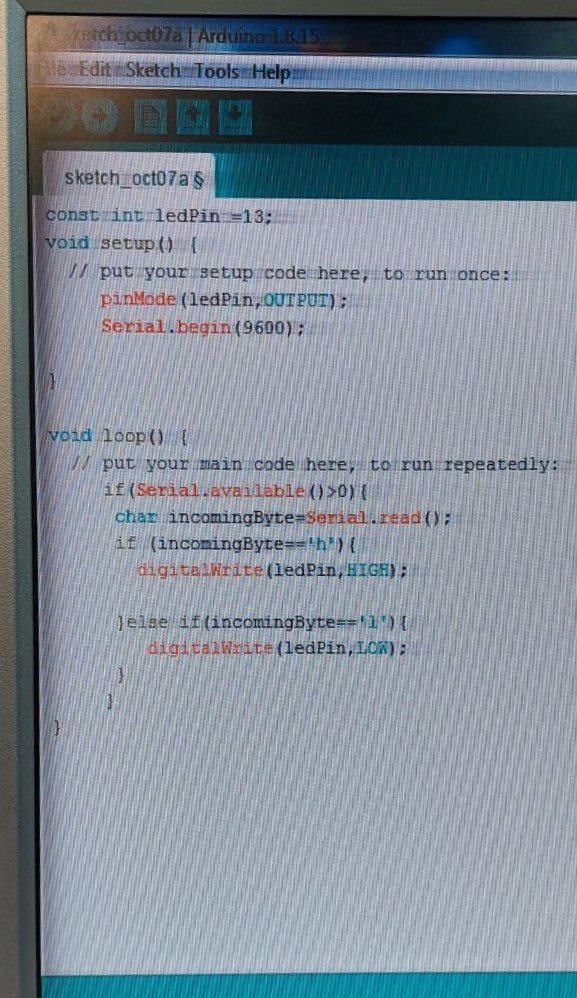 sketch_oct07a | Arduino 1.8.15
File Edit Sketch Tools Help
sketch_oct07a §
const int ledPin =13;
void setup() {
  // put your setup code here, to run once:
     pinMode(ledPin,OUTPUT);
     Serial.begin(9600);
}
void loop() {
  // put your main code here, to run repeatedly:
     if(Serial.available()>0){
      char incomingByte=Serial.read();
      if (incomingByte=='h'){
        digitalWrite(ledPin,HIGH);
      }else if(incomingByte=='l'){
         digitalWrite(ledPin,LOW);
      }
     }
}